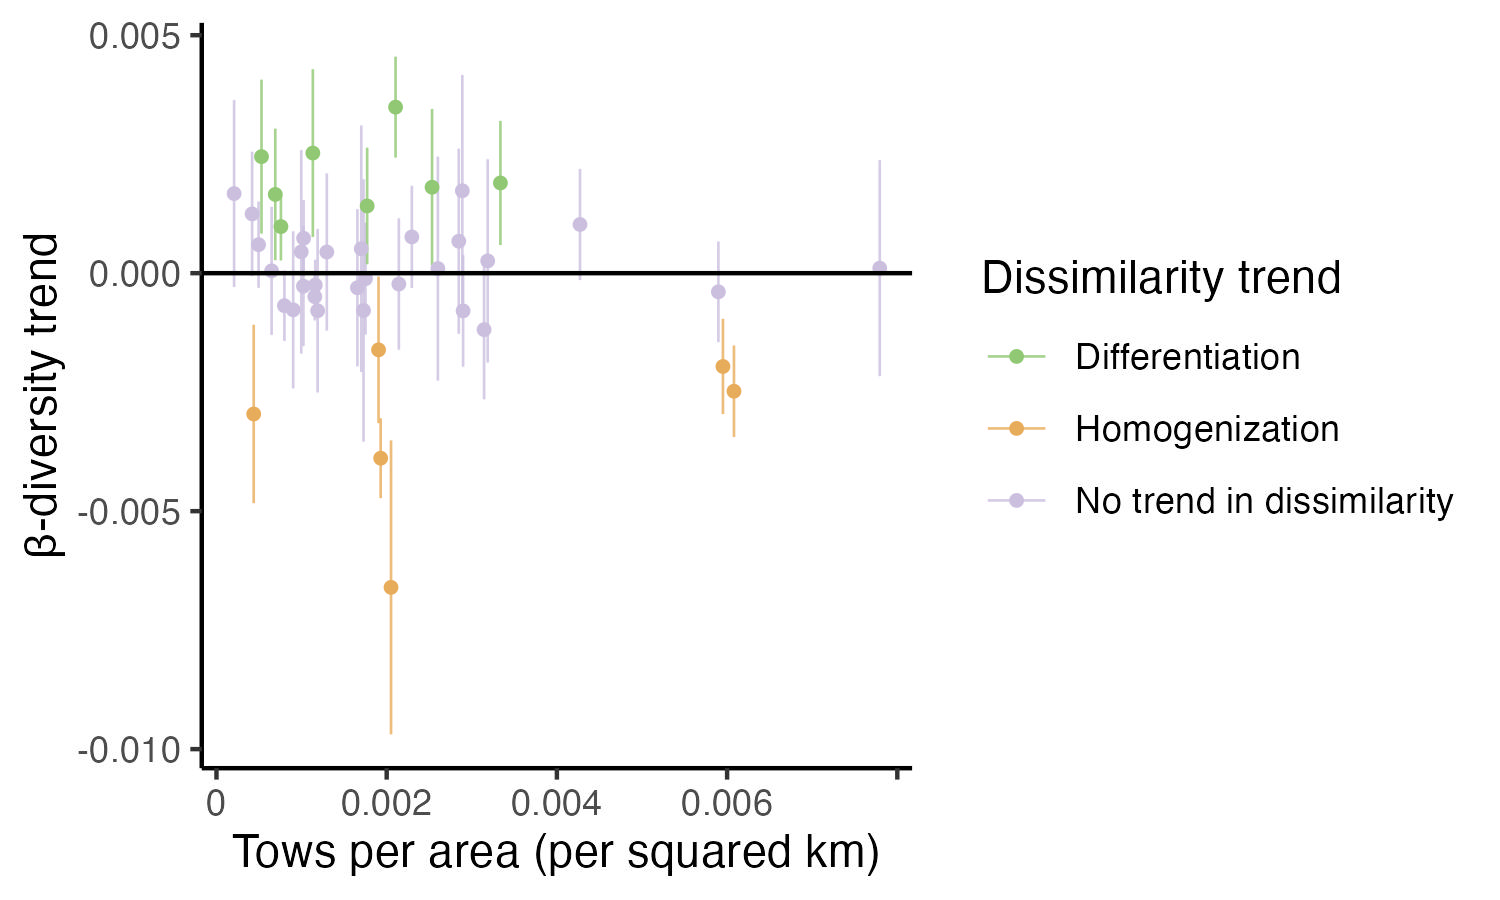 0.005
0.000
-0.005
-0.010
β-diversity trend
0
0.002
0.004
0.006
Tows per area (per squared km)
Dissimilarity trend
Differentiation
Homogenization
No trend in dissimilarity